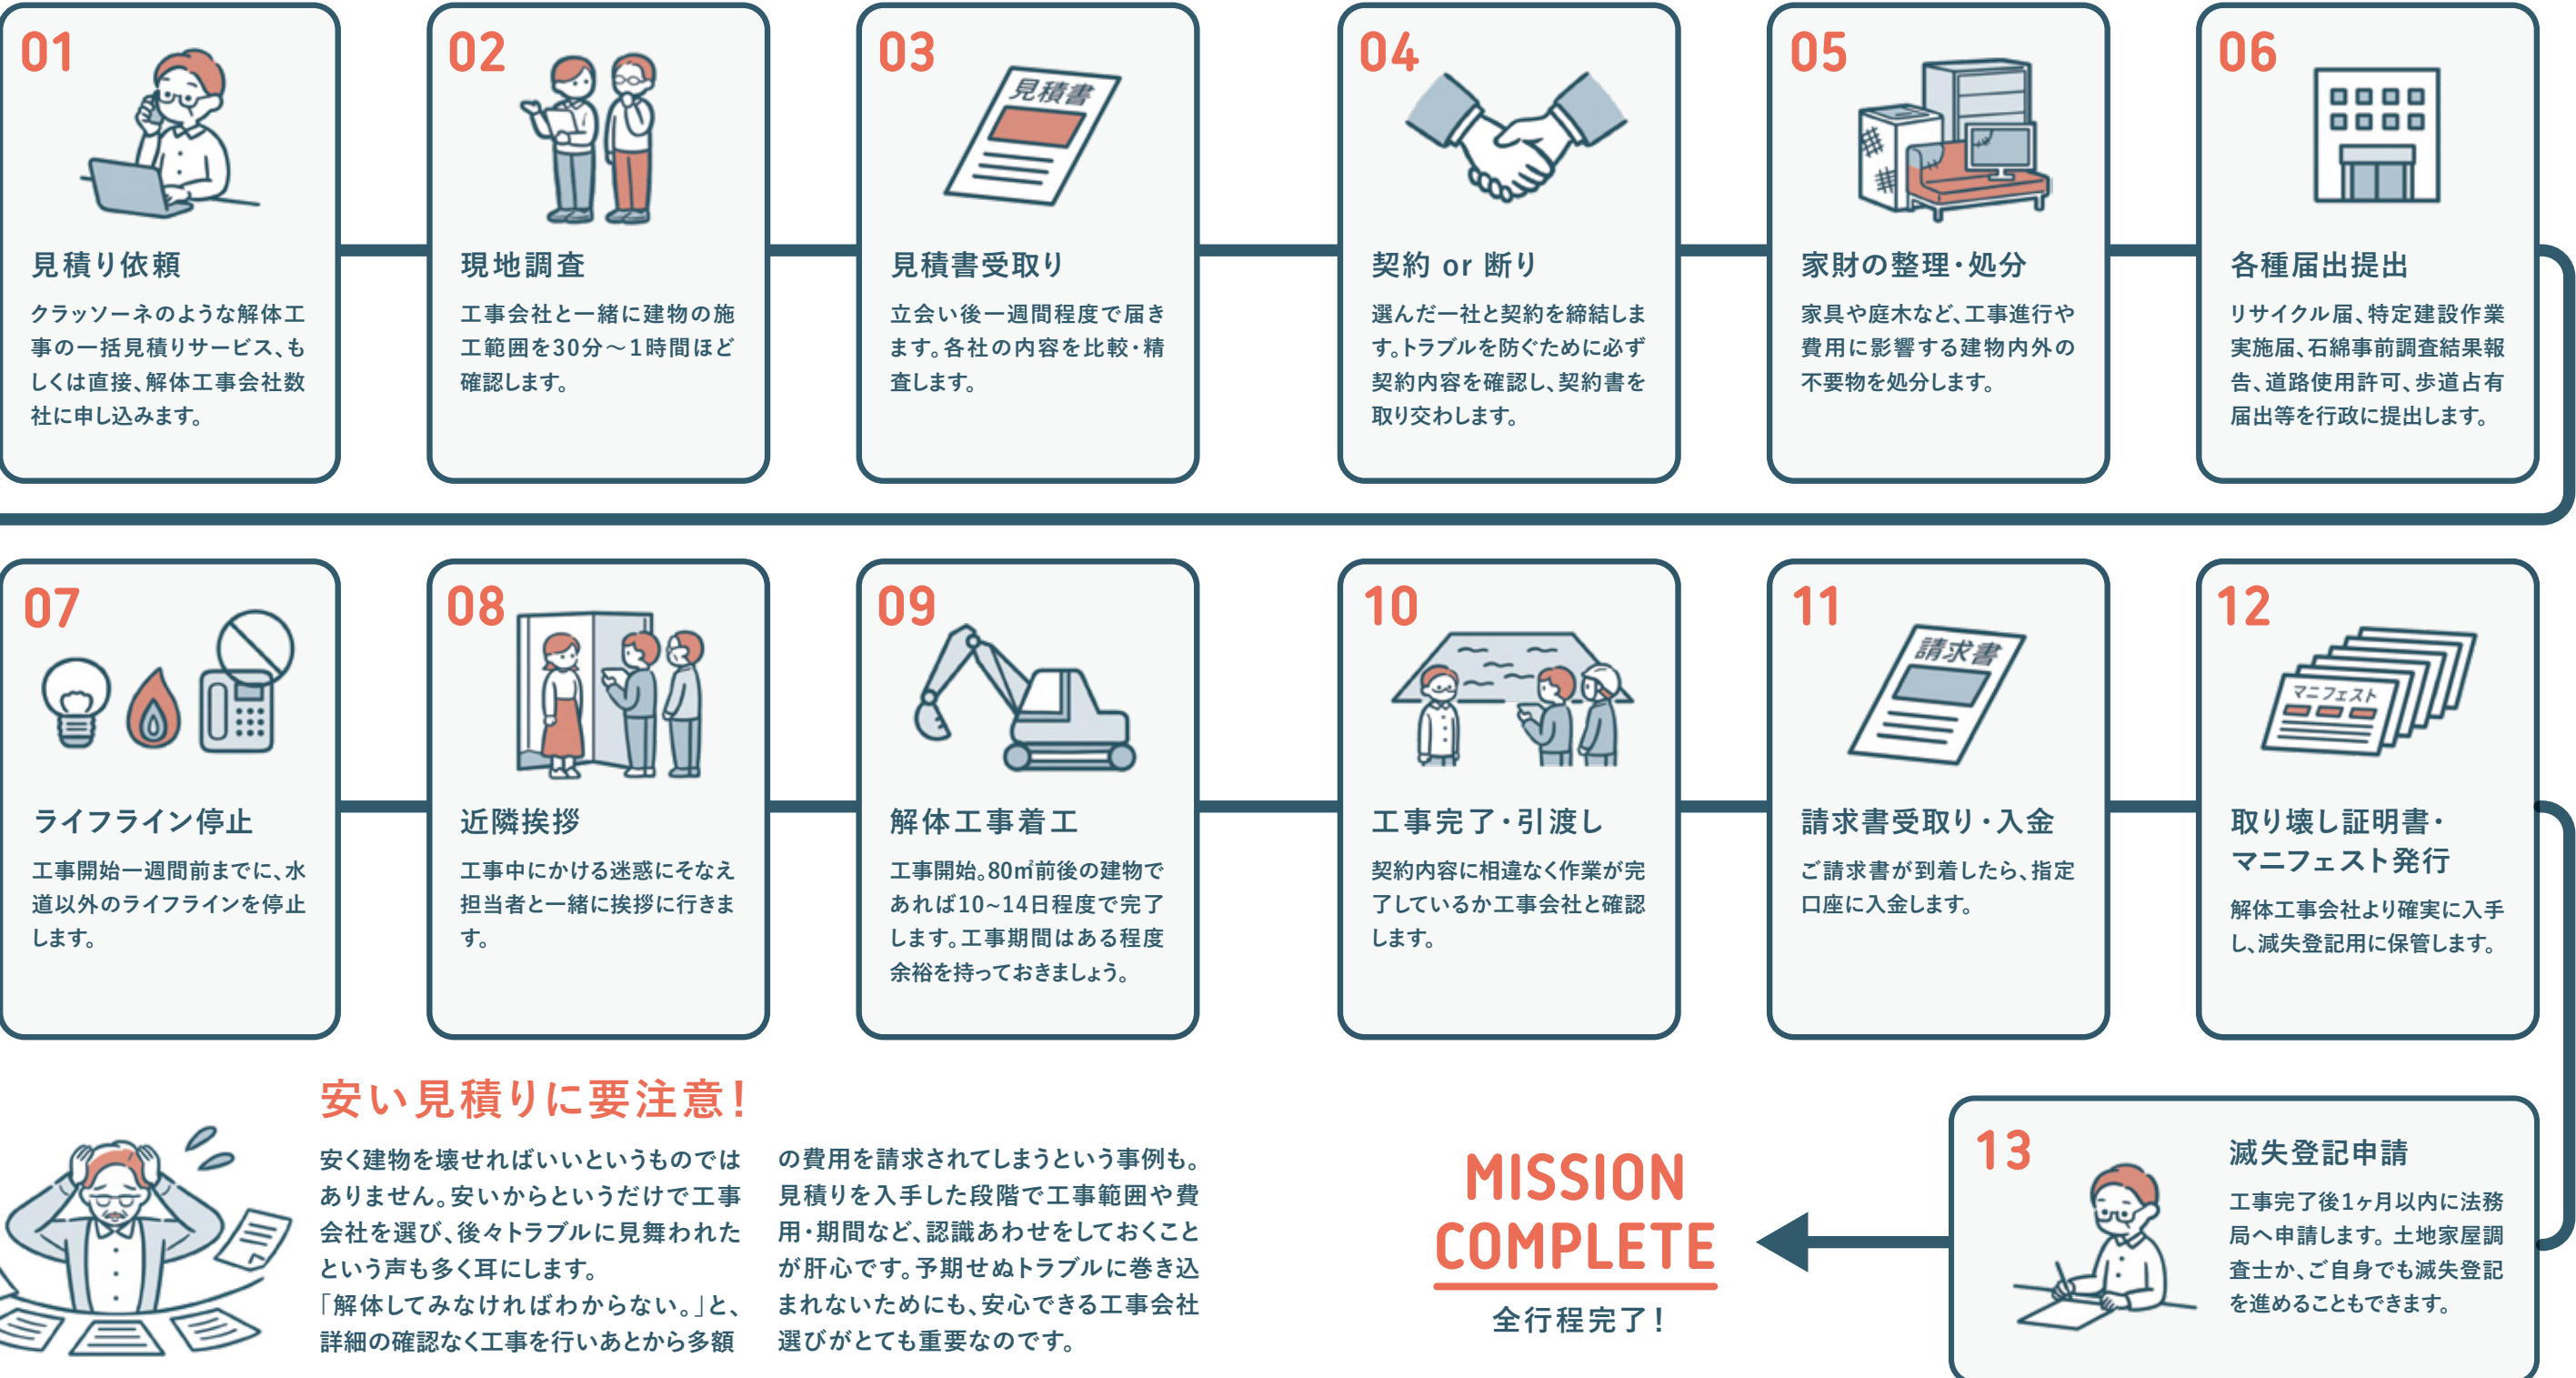 01
見積り依頼
クラッソーネのような解体工
事の一括見積りサービス、も
しくは直接、解体工事会社数
社に申し込みます。
02
現地調査
工事会社と一緒に建物の施
工範囲を30分～1時間ほど
確認します。
03
見積書
見積書受取り
立会い後一週間程度で届き
ます。各社の内容を比較・精
査します。
04
契約 or 断り
選んだ一社と契約を締結しま
す。トラブルを防ぐために必ず
契約内容を確認し、契約書を
取り交わします。
05
家財の整理・処分
家具や庭木など、工事進行や
費用に影響する建物内外の
不要物を処分します。
06
各種届出提出
リサイクル届、特定建設作業
実施届、石綿事前調査結果報
告、道路使用許可、歩道占有
届出等を行政に提出します。
07
ライフライン停止
工事開始一週間前までに、水
道以外のライフラインを停止
します。
08
近隣挨拶
工事中にかける迷惑にそなえ
担当者と一緒に挨拶に行きま
す。
09
解体工事着工
工事開始。80㎡前後の建物で
あれば10~14日程度で完了
します。工事期間はある程度
余裕を持っておきましょう。
10
工事完了・引渡し
契約内容に相違なく作業が完
了しているか工事会社と確認
します。
11
請求書
請求書受取り・入金
ご請求書が到着したら、指定
口座に入金します。
12
マニフェスト
取り壊し証明書・
マニフェスト発行
解体工事会社より確実に入手
し、滅失登記用に保管します。
13
滅失登記申請
工事完了後1ヶ月以内に法務
局へ申請します。土地家屋調
査士か、ご自身でも滅失登記
を進めることもできます。
MISSION
COMPLETE
全行程完了！
安い見積りに要注意！
安く建物を壊せればいいというものでは
ありません。安いからというだけで工事
会社を選び、後々トラブルに見舞われた
という声も多く耳にします。
「解体してみなければわからない。」と、
詳細の確認なく工事を行いあとから多額
の費用を請求されてしまうという事例も。
見積りを入手した段階で工事範囲や費
用・期間など、認識あわせをしておくこと
が肝心です。予期せぬトラブルに巻き込
まれないためにも、安心できる工事会社
選びがとても重要なのです。